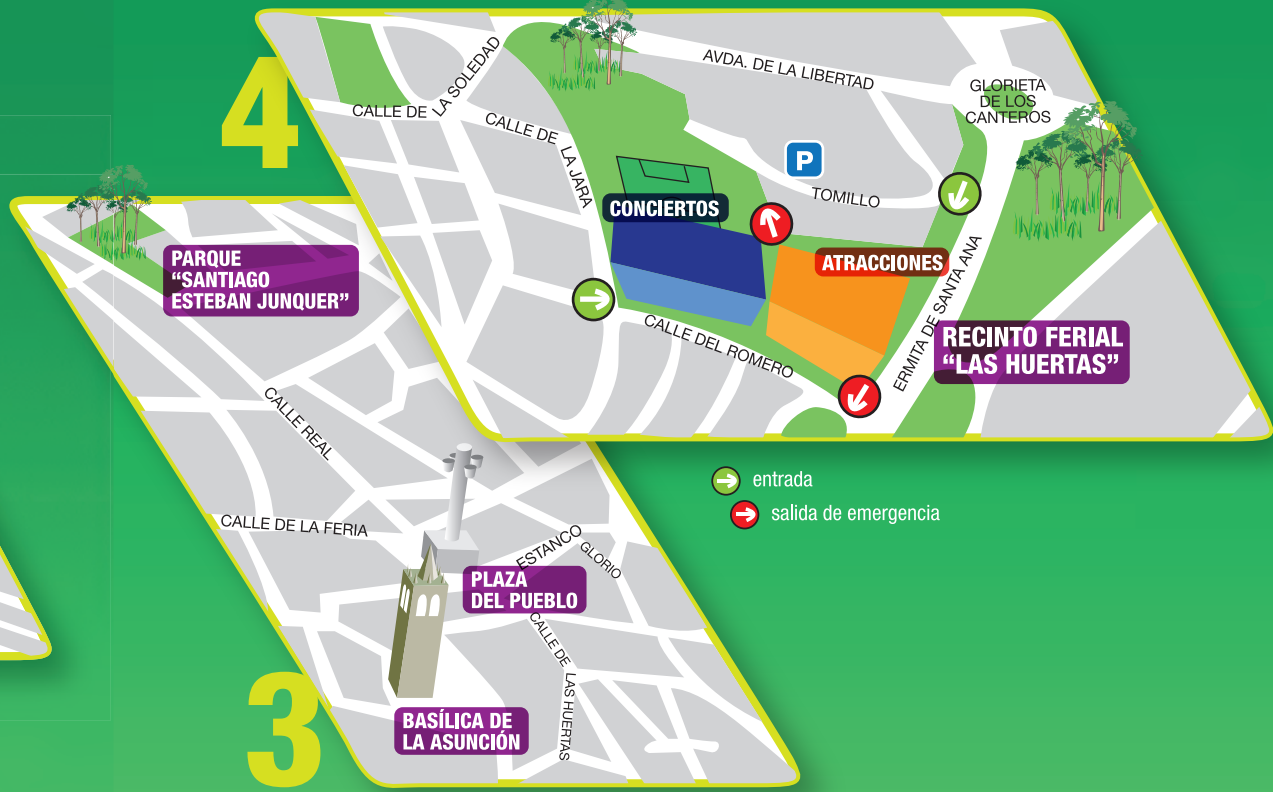 4
CALLE DE LA SOLEDAD
AVDA. DE LA LIBERTAD
GLORIETA
DE LOS
CANTEROS
CALLE DE LA JARA
P
TOMILLO
CONCIERTOS
ATRACCIONES
CALLE DEL ROMERO
ERMITA DE SANTA ANA
RECINTO FERIAL
“LAS HUERTAS”
entrada
salida de emergencia
PARQUE
“SANTIAGO
ESTEBAN JUNQUER”
CALLE REAL
CALLE DE LA FERIA
ESTANCO
GLORIO
PLAZA
DEL PUEBLO
CALLE DE LAS HUERTAS
BASÍLICA DE
LA ASUNCIÓN
3